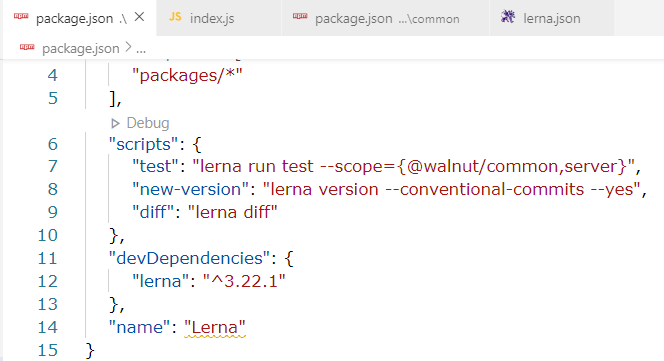 package.json .\
index.js
package.json ...\common
lerna.json
package.json > ...
4 "packages/*"
5 ],
Debug
6 "scripts": {
7 "test": "lerna run test --scope={@walnut/common,server}",
8 "new-version": "lerna version --conventional-commits --yes",
9 "diff": "lerna diff"
10 },
11 "devDependencies": {
12 "lerna": "^3.22.1"
13 },
14 "name": "Lerna"
15 }